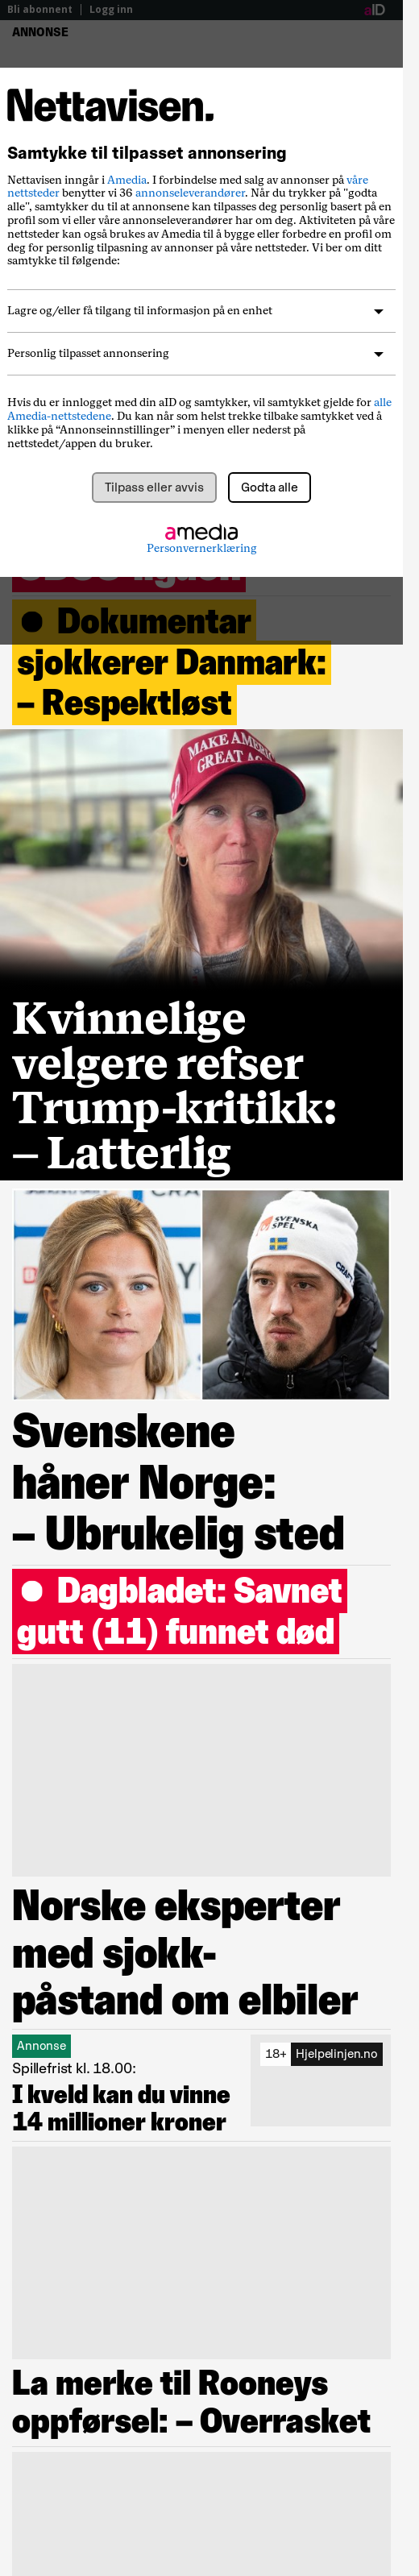 Bli abonnent | Logg inn aID
ANNONSE
Nettavisen.
Samtykke til tilpasset annonsering
Nettavisen inngår i Amedia. I forbindelse med salg av annonser på våre
nettsteder benytter vi 36 annonseleverandører. Når du trykker på "godta
alle", samtykker du til at annonsene kan tilpasses deg personlig basert på en
profil som vi eller våre annonseleverandører har om deg. Aktiviteten på våre
nettsteder kan også brukes av Amedia til å bygge eller forbedre en profil om
deg for personlig tilpasning av annonser på våre nettsteder. Vi ber om ditt
samtykke til følgende:
Lagre og/eller få tilgang til informasjon på en enhet
Personlig tilpasset annonsering
Hvis du er innlogget med din aID og samtykker, vil samtykket gjelde for alle
Amedia-nettstedene. Du kan når som helst trekke tilbake samtykket ved å
klikke på “Annonseinnstillinger” i menyen eller nederst på
nettstedet/appen du bruker.
Tilpass eller avvis Godta alle
amedia
Personvernerklæring
Dokumentar
sjokkerer Danmark:
– Respektløst
MAKE AMERICA
GREAT AG
Kvinnelige
velgere refser
Trump-kritikk:
– Latterlig
SVENSKA
SPEL
CRAFT
Svenskene
håner Norge:
– Ubrukelig sted
Dagbladet: Savnet
gutt (11) funnet død
Norske eksperter
med sjokk-
påstand om elbiler
Annonse
18+ Hjelpelinjen.no
Spillefrist kl. 18.00:
I kveld kan du vinne
14 millioner kroner
La merke til Rooneys
oppførsel: – Overrasket